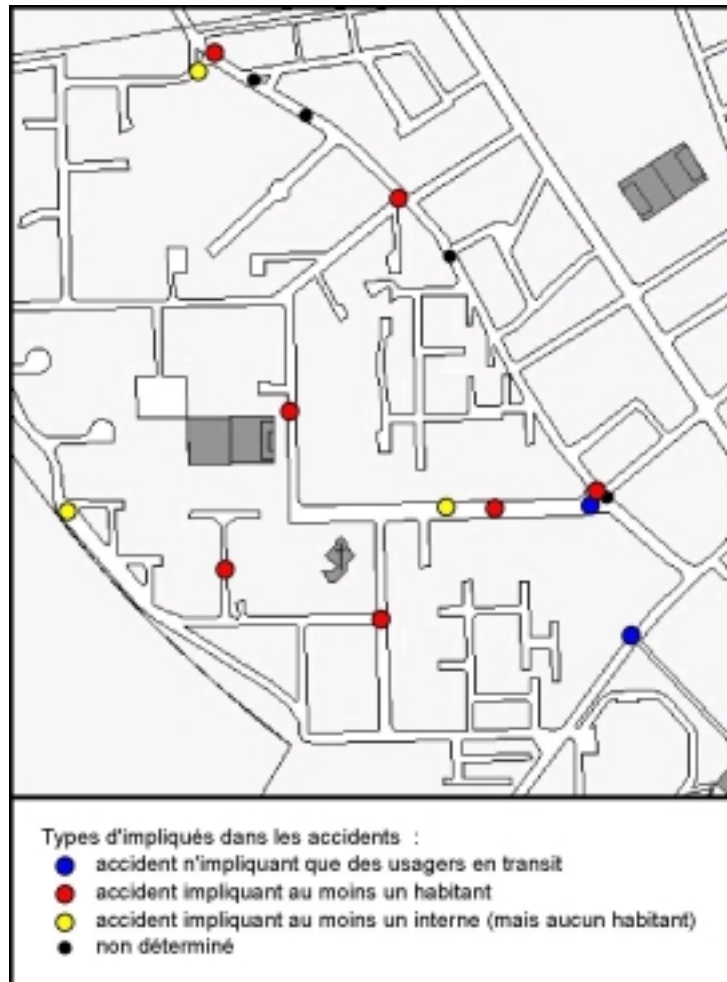 Types d'impliqués dans les accidents :
accident n'impliquant que des usagers en transit
accident impliquant au moins un habitant
accident impliquant au moins un interne (mais aucun habitant)
non déterminé